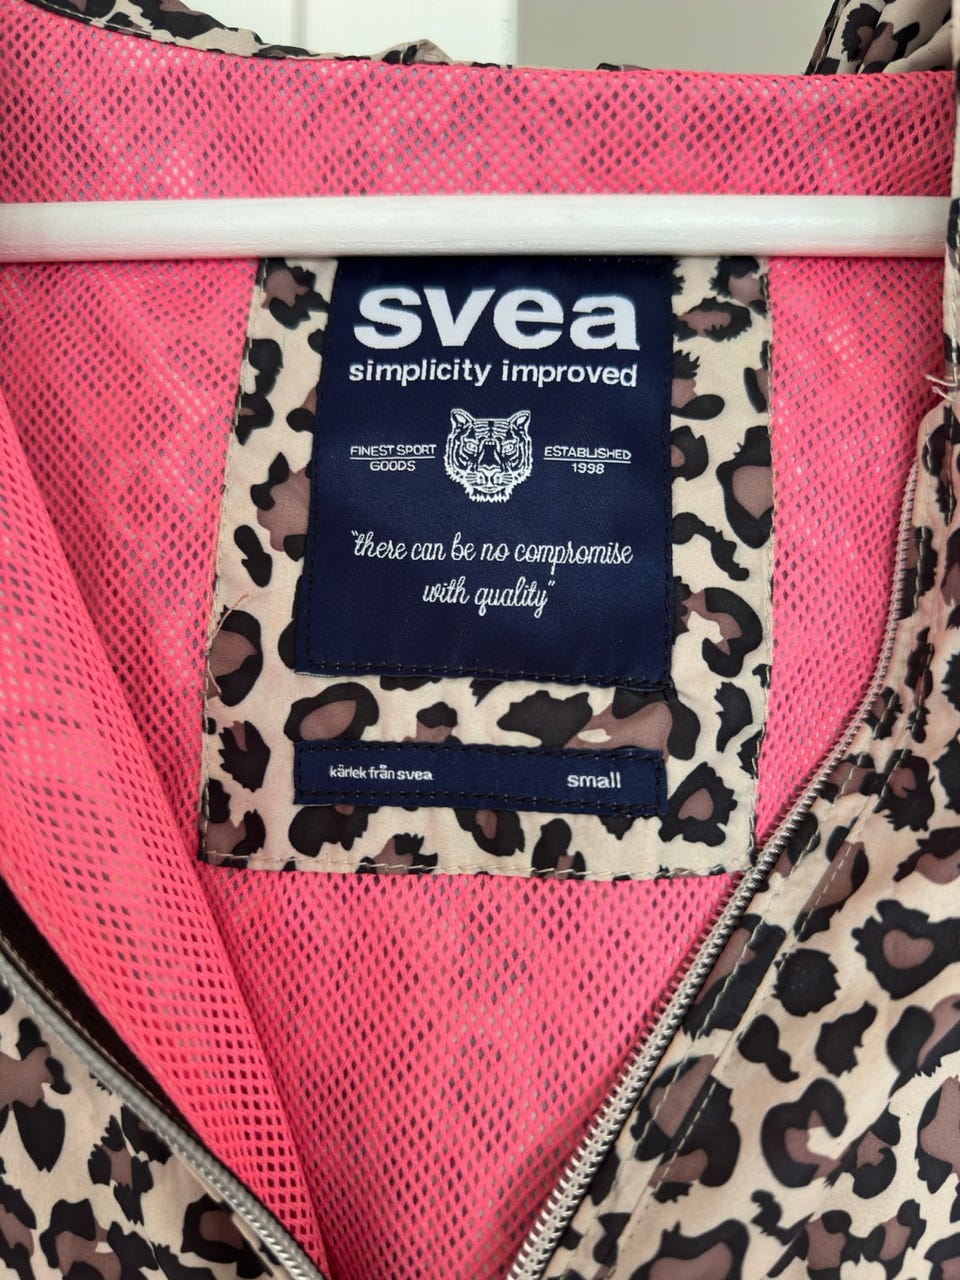 svea
simplicity improved
FINEST SPORT
GOODS
ESTABLISHED
1998
"there can be no compromise
with quality"
kärlek från svea
small